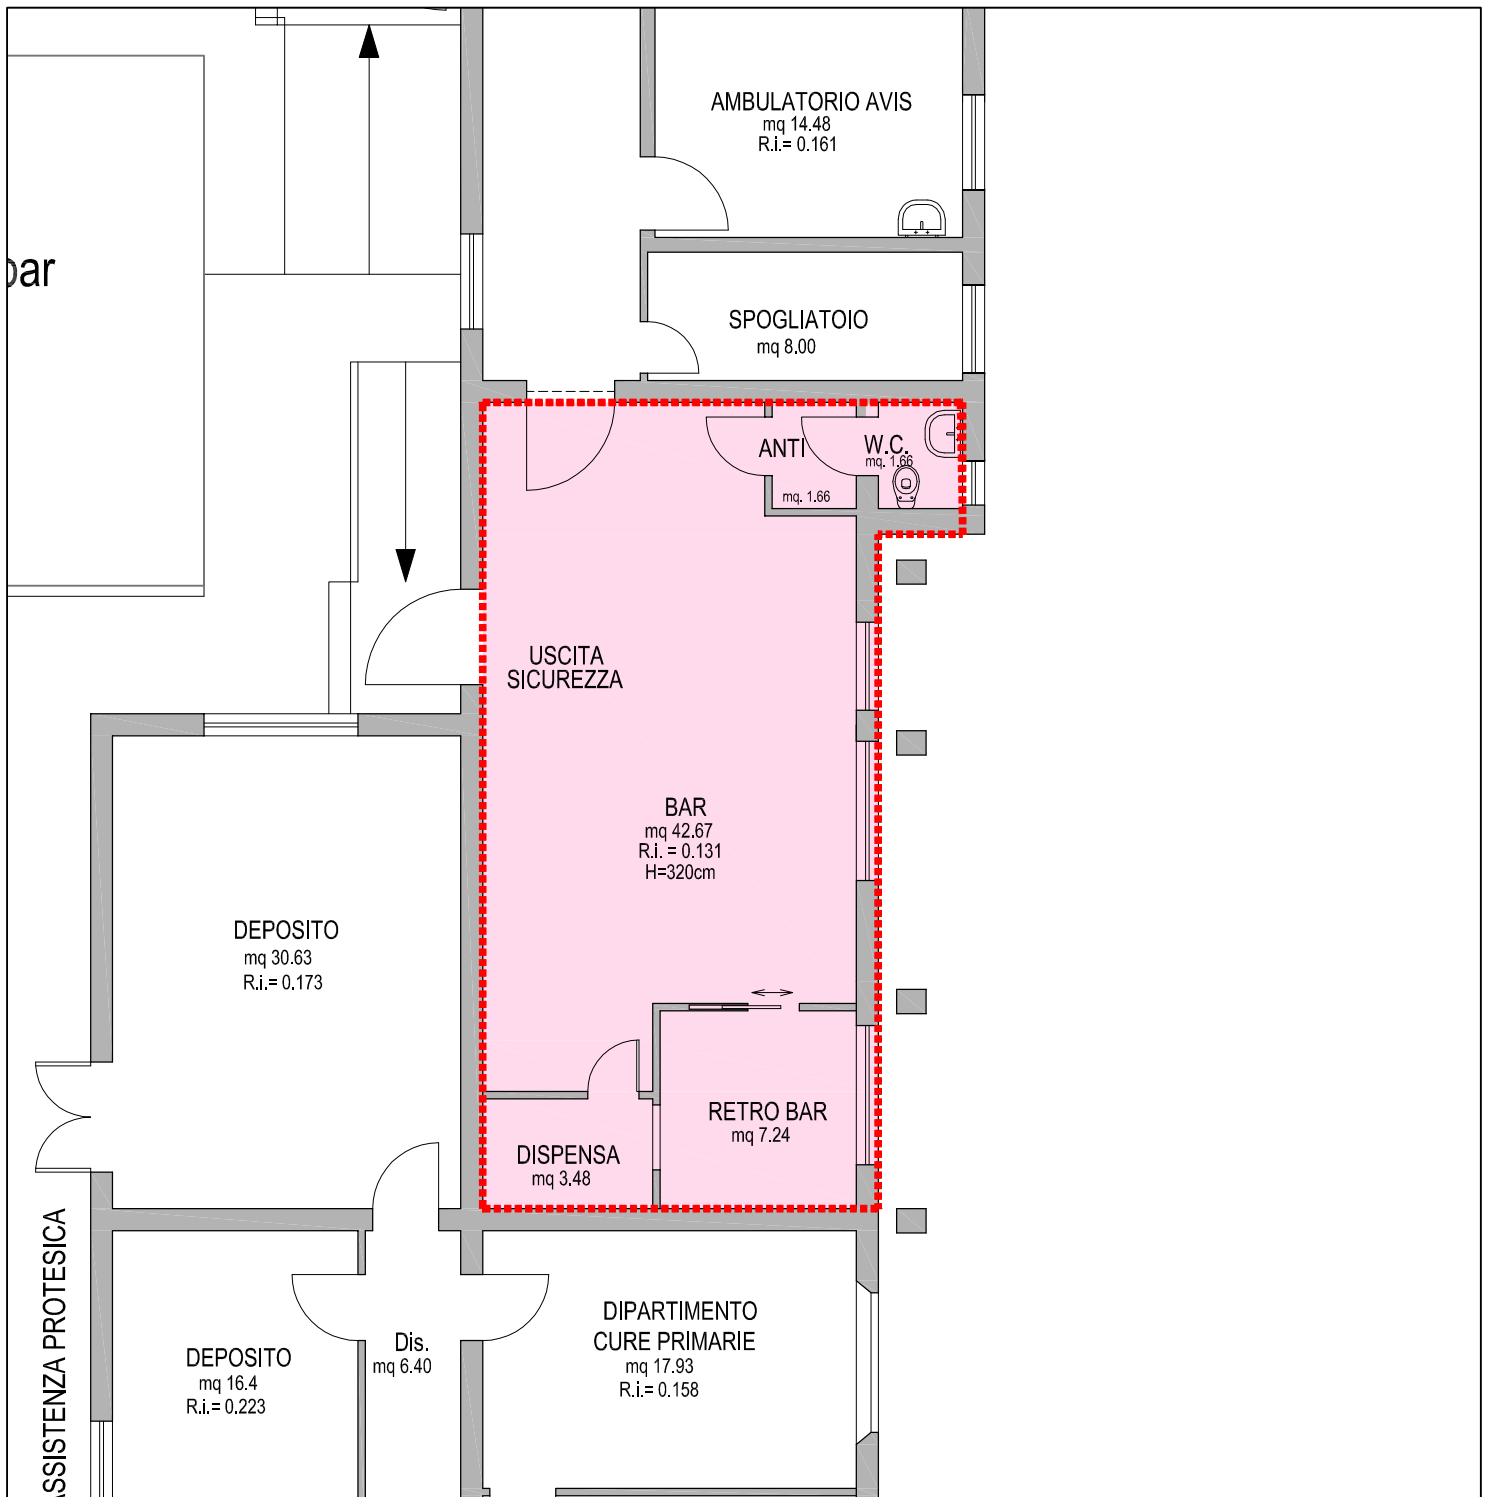 AMBULATORIO AVIS
mq 14.48
R.i.= 0.161
bar
SPOGLIATOIO
mq 8.00
ANTI
mq. 1.66
W.C.
mq. 1.66
USCITA
SICUREZZA
BAR
mq 42.67
R.i. = 0.131
H=320cm
DEPOSITO
mq 30.63
R.i.= 0.173
RETRO BAR
mq 7.24
DISPENSA
mq 3.48
ASSISTENZA PROTESICA
DIPARTIMENTO
CURE PRIMARIE
mq 17.93
R.i.= 0.158
Dis.
mq 6.40
DEPOSITO
mq 16.4
R.i.= 0.223